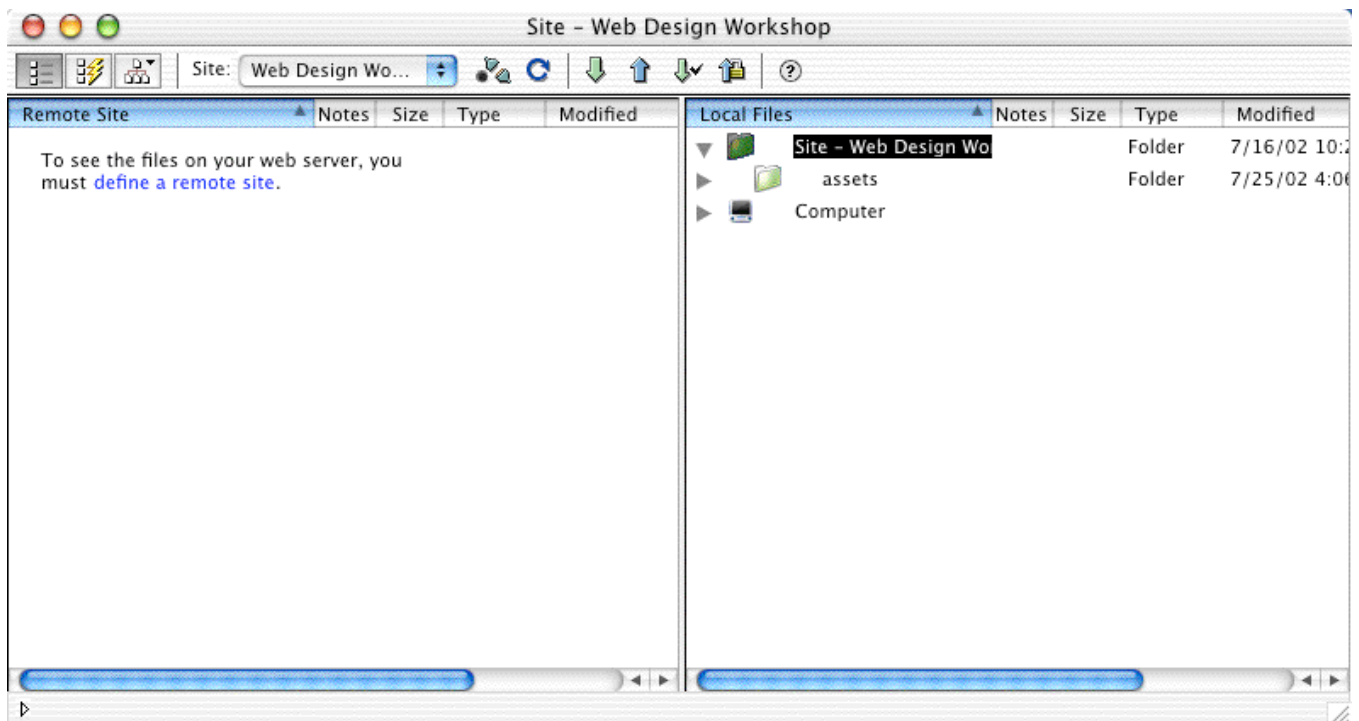 Site – Web Design Workshop
Site: Web Design Wo...
Remote Site Notes Size Type Modified
To see the files on your web server, you
must define a remote site.
Local Files Notes Size Type Modified
Site – Web Design Wo Folder 7/16/02 10:2
assets Folder 7/25/02 4:06
Computer